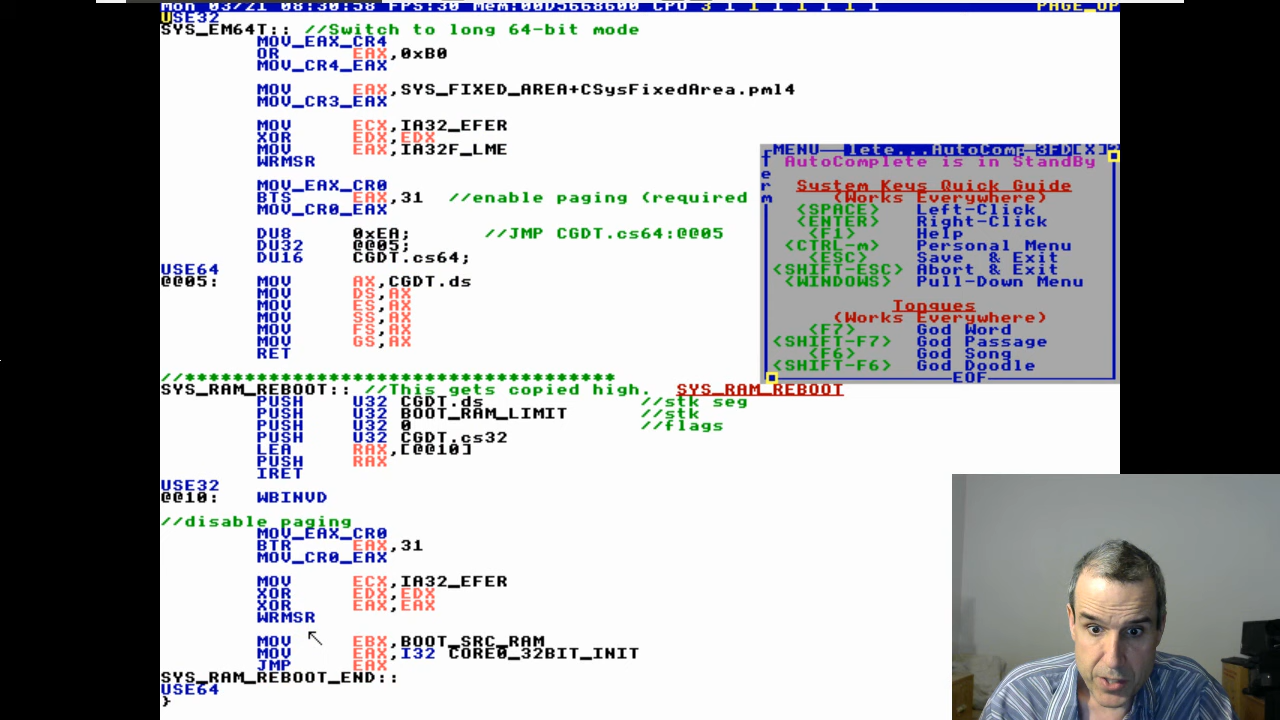 Mon 03/21 08:30:58 FPS:30 Mem:00D5668600 CPU 3 1 1 1 1 1 1 1 PAGE_UP
USE32
SYS_EM64T:: //Switch to long 64-bit mode
MOV_EAX_CR4
OR EAX,0xB0
MOV_CR4_EAX
MOV EAX,SYS_FIXED_AREA+CSysFixedArea.pml4
MOV_CR3_EAX
MOV ECX,IA32_EFER
XOR EDX,EDX
MOV EAX,IA32F_LME
WRMSR
MOV_EAX_CR0
BTS EAX,31 //enable paging (required
MOV_CR0_EAX
DU8 0xEA; //JMP CGDT.cs64:@@05
DU32 @@05;
DU16 CGDT.cs64;
USE64
@@05: MOV AX,CGDT.ds
MOV DS,AX
MOV ES,AX
MOV SS,AX
MOV FS,AX
MOV GS,AX
RET
//************************************
SYS_RAM_REBOOT:: //This gets copied high. SYS_RAM_REBOOT
PUSH U32 CGDT.ds //stk seg
PUSH U32 BOOT_RAM_LIMIT //stk
PUSH U32 0 //flags
PUSH U32 CGDT.cs32
LEA RAX,[@@10]
PUSH RAX
IRET
USE32
@@10: WBINVD
//disable paging
MOV_EAX_CR0
BTR EAX,31
MOV_CR0_EAX
MOV ECX,IA32_EFER
XOR EDX,EDX
XOR EAX,EAX
WRMSR
MOV EBX,BOOT_SRC_RAM
MOV EAX,I32 CORE0_32BIT_INIT
JMP EAX
SYS_RAM_REBOOT_END::
USE64
}
MENU lete...AutoComp 3FD[X]
Term
AutoComplete is in StandBy
System Keys Quick Guide
(Works Everywhere)
<SPACE> Left-Click
<ENTER> Right-Click
<F1> Help
<CTRL-m> Personal Menu
<ESC> Save & Exit
<SHIFT-ESC> Abort & Exit
<WINDOWS> Pull-Down Menu
Tongues
(Works Everywhere)
<F7> God Word
<SHIFT-F7> God Passage
<F6> God Song
<SHIFT-F6> God Doodle
EOF